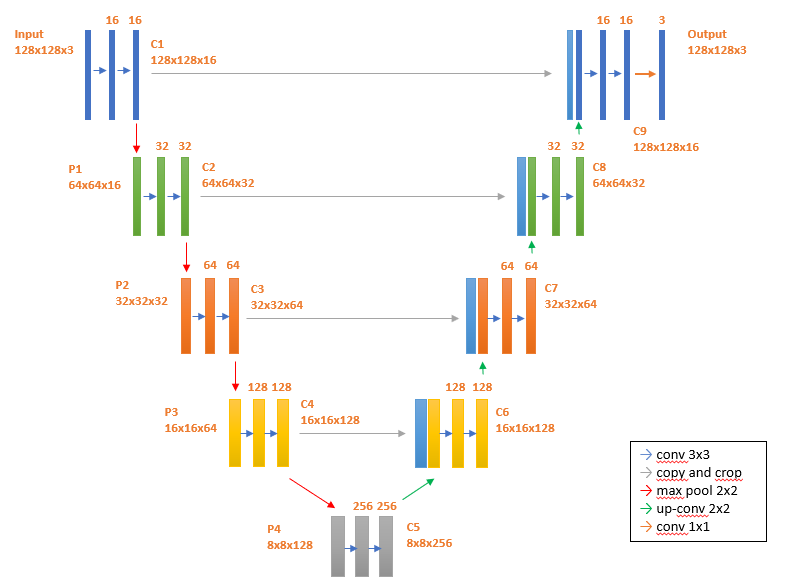 Input
128x128x3
16 16
C1
128x128x16
16 16 3
Output
128x128x3
C9
128x128x16
P1
64x64x16
32 32
C2
64x64x32
32 32
C8
64x64x32
P2
32x32x32
64 64
C3
32x32x64
64 64
C7
32x32x64
P3
16x16x64
128 128
C4
16x16x128
128 128
C6
16x16x128
P4
8x8x128
256 256
C5
8x8x256
conv 3x3
copy and crop
max pool 2x2
up-conv 2x2
conv 1x1